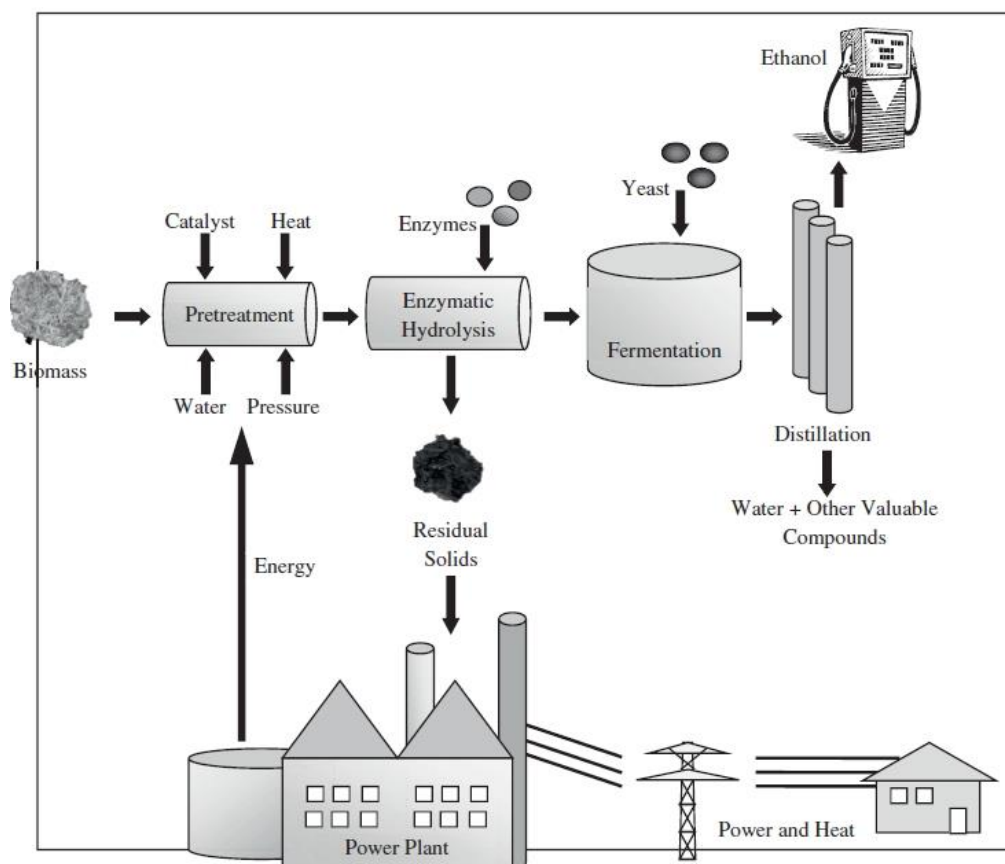 Ethanol
Yeast
Catalyst
Heat
Enzymes
Pretreatment
Enzymatic
Hydrolysis
Fermentation
Biomass
Water
Pressure
Distillation
Water + Other Valuable
Compounds
Residual
Solids
Energy
Power and Heat
Power Plant